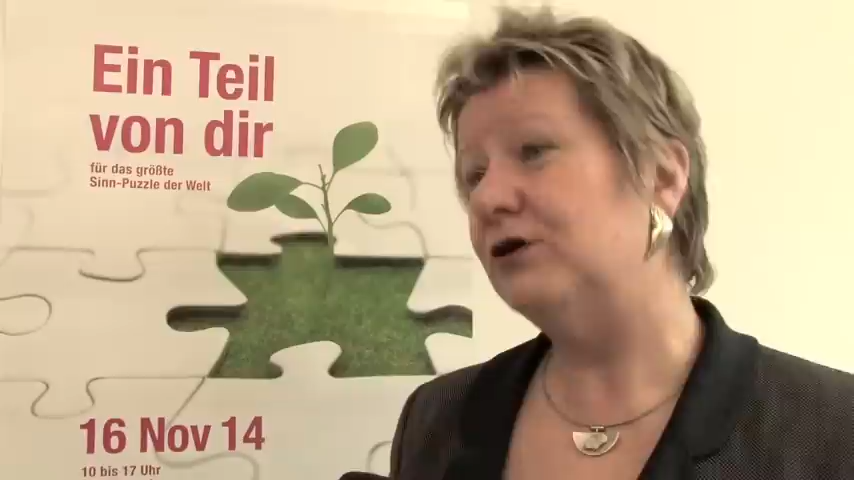 Ein Teil
von dir
für das größte
Sinn-Puzzle der Welt
16 Nov 14
10 bis 17 Uhr